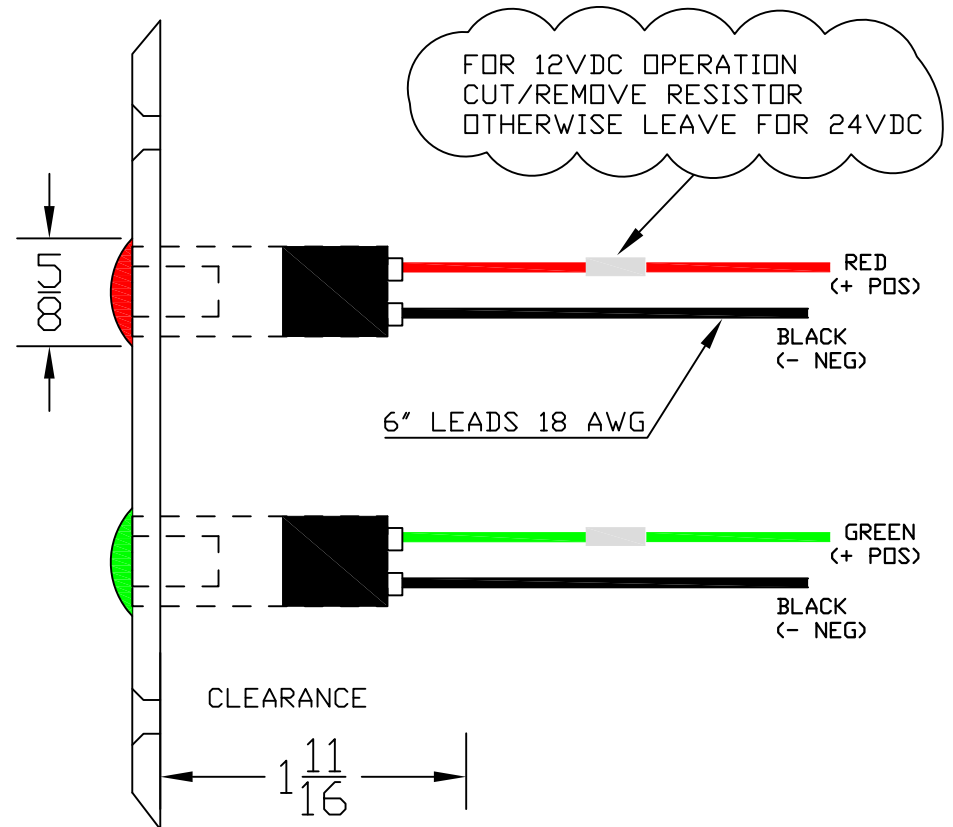 FOR 12VDC OPERATION
CUT/REMOVE RESISTOR
OTHERWISE LEAVE FOR 24VDC
5/8
RED
(+ POS)
BLACK
(- NEG)
6" LEADS 18 AWG
GREEN
(+ POS)
BLACK
(- NEG)
CLEARANCE
1 11/16